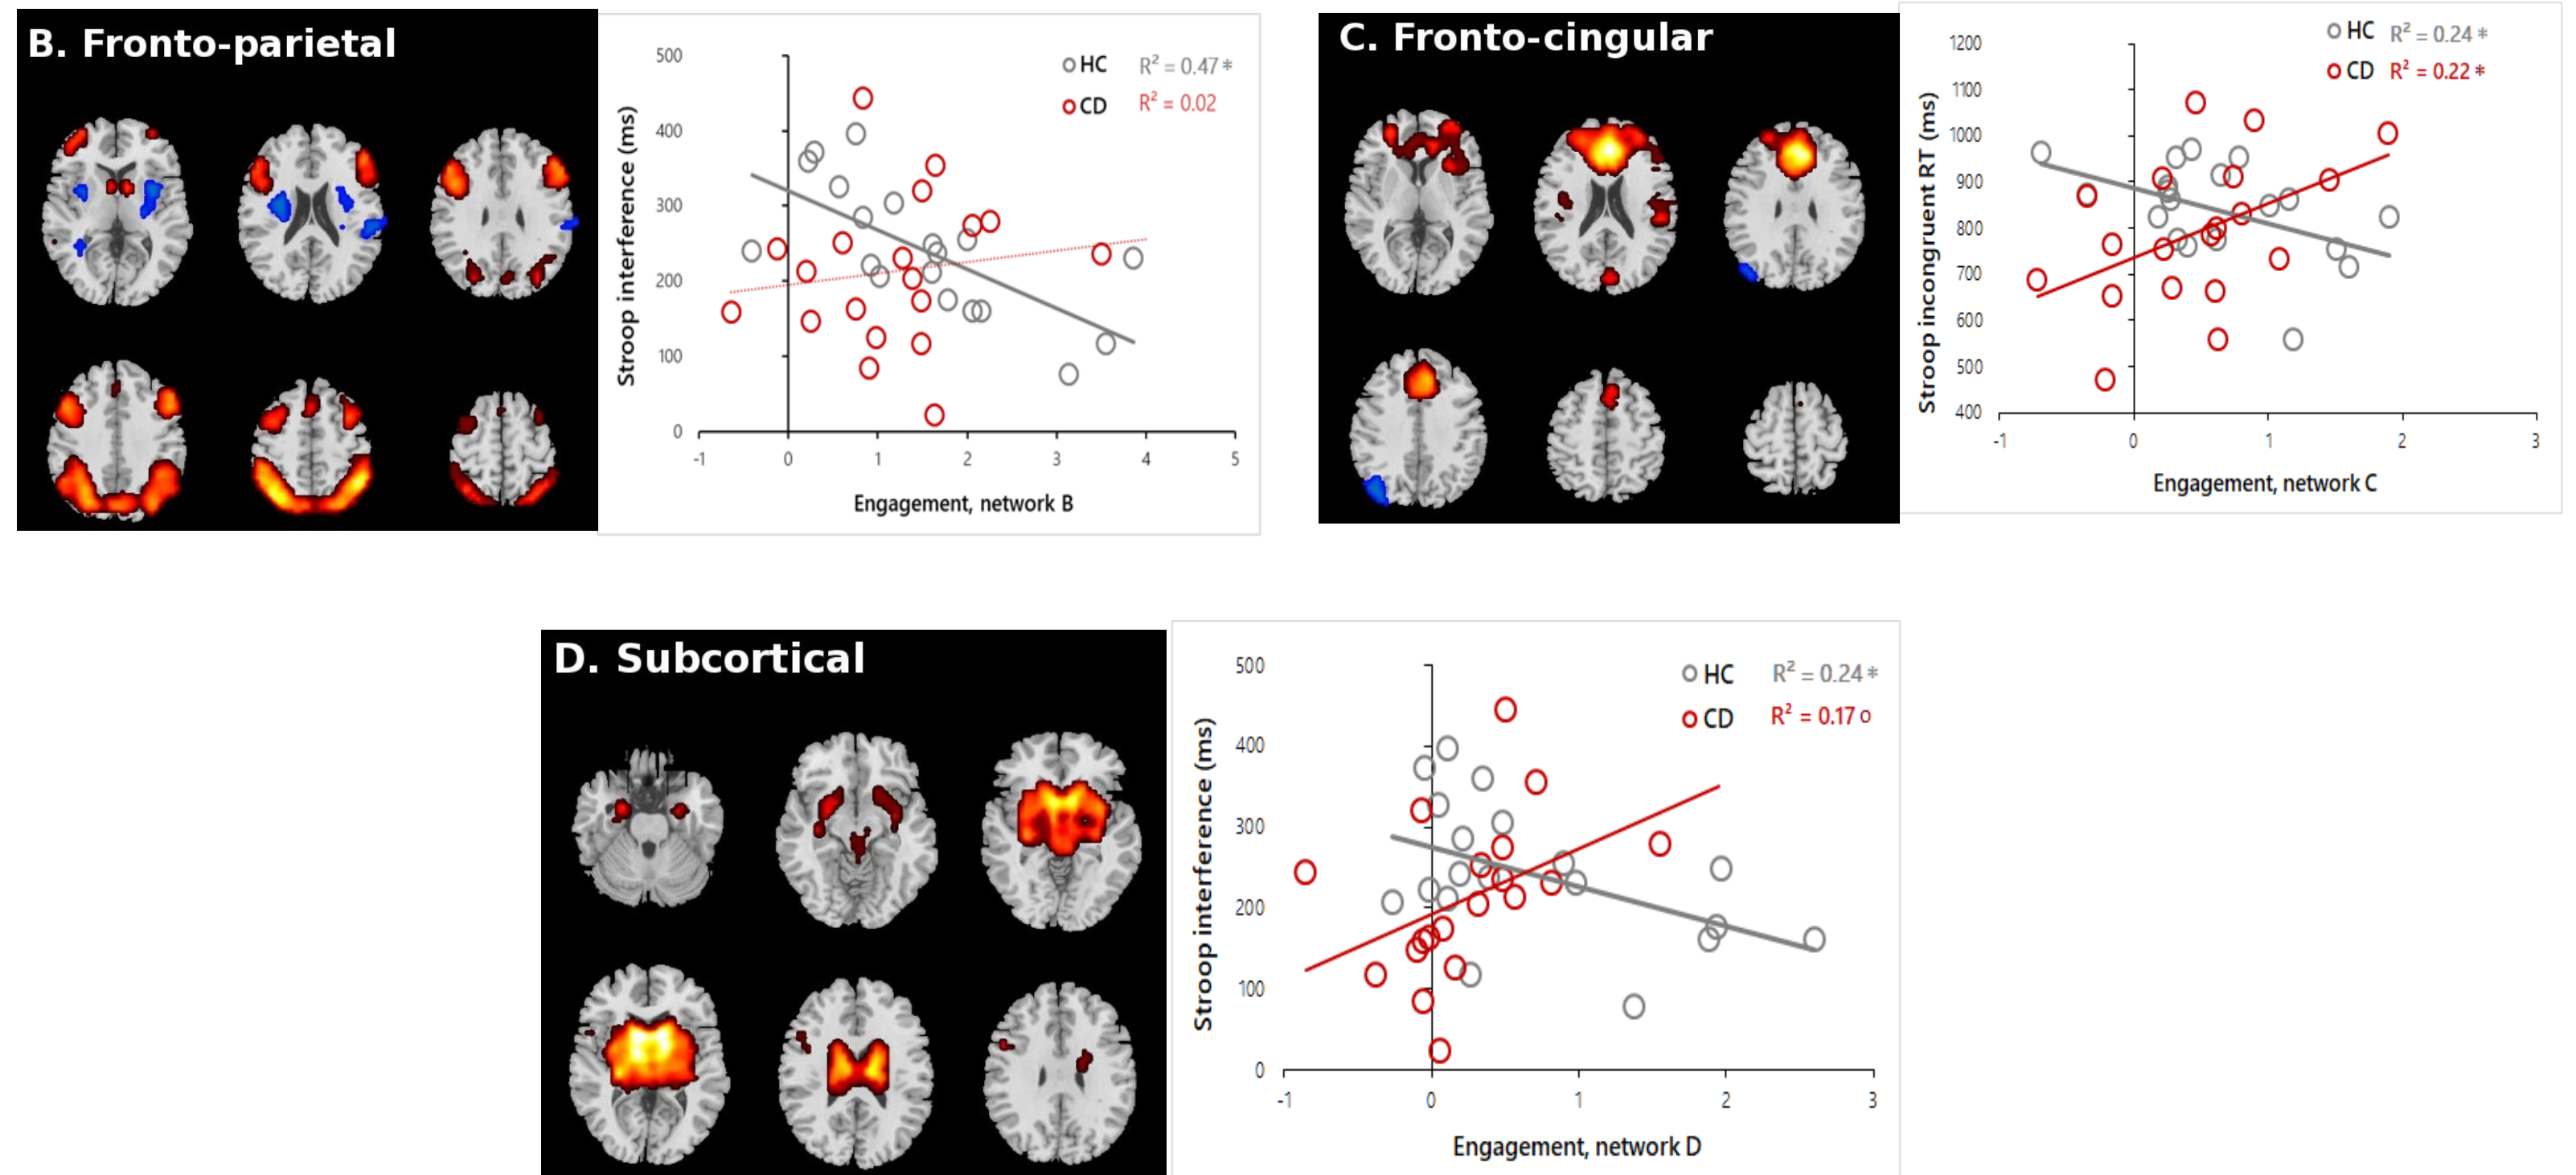 B. Fronto-parietal
500
400
300
200
100
0
-1 0 1 2 3 4 5
Stroop interference (ms)
Engagement, network B
HC R² = 0.47 *
CD R² = 0.02
C. Fronto-cingular
1200
1100
1000
900
800
700
600
500
400
-1 0 1 2 3
Stroop incongruent RT (ms)
Engagement, network C
HC R² = 0.24 *
CD R² = 0.22 *
D. Subcortical
500
400
300
200
100
0
-1 0 1 2 3
Stroop interference (ms)
Engagement, network D
HC R² = 0.24 *
CD R² = 0.17 o